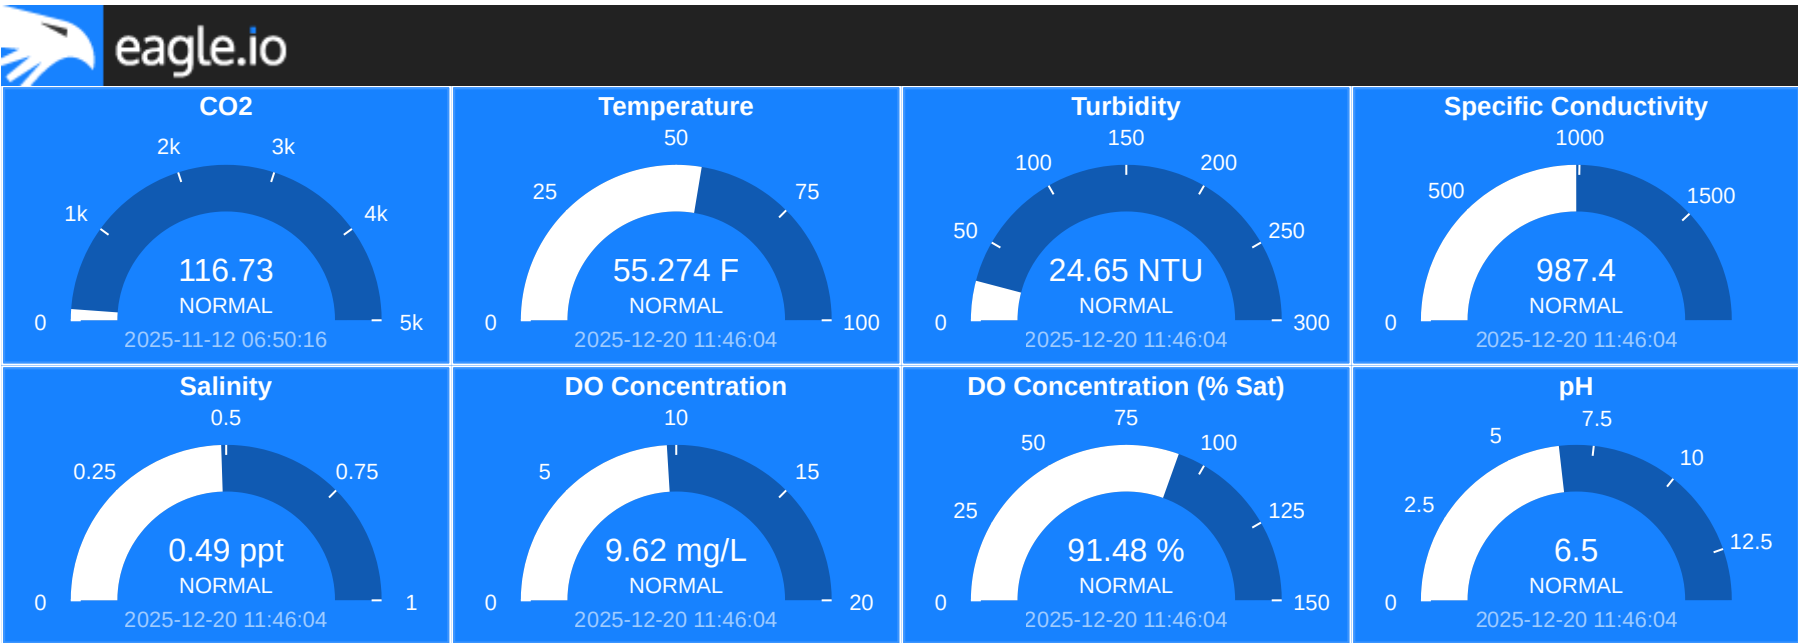 eagle.io
CO2
2k 3k
1k 4k
116.73
NORMAL
0 5k
2025-11-12 06:50:16
Temperature
50
25 75
55.274 F
NORMAL
0 100
2025-12-20 11:46:04
Turbidity
150
100 200
50 250
24.65 NTU
NORMAL
0 300
2025-12-20 11:46:04
Specific Conductivity
1000
500 1500
987.4
NORMAL
0
2025-12-20 11:46:04
Salinity
0.5
0.25 0.75
0.49 ppt
NORMAL
0 1
2025-12-20 11:46:04
DO Concentration
10
5 15
9.62 mg/L
NORMAL
0 20
2025-12-20 11:46:04
DO Concentration (% Sat)
75
50 100
25 125
91.48 %
NORMAL
0 150
2025-12-20 11:46:04
pH
7.5
5 10
2.5 12.5
6.5
NORMAL
0
2025-12-20 11:46:04